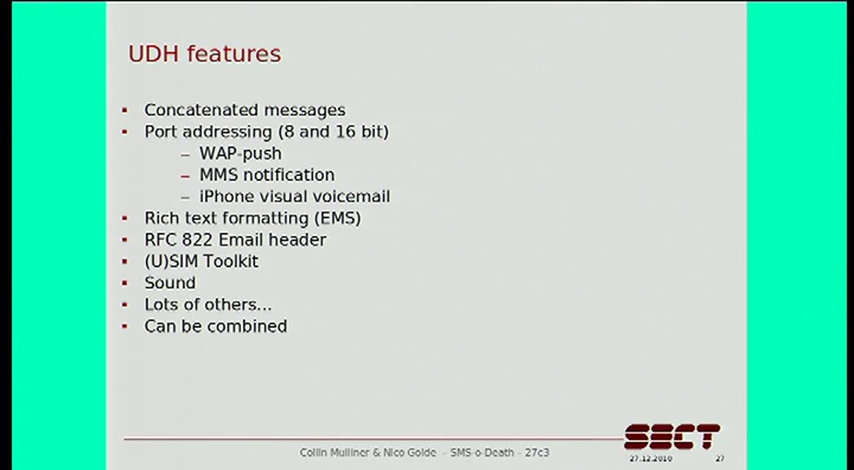 UDH features
Concatenated messages
Port addressing (8 and 16 bit)
– WAP-push
– MMS notification
– iPhone visual voicemail
Rich text formatting (EMS)
RFC 822 Email header
(U)SIM Toolkit
Sound
Lots of others...
Can be combined
SECT
Collin Mulliner & Nico Golde - SMS-o-Death - 27c3
27.12.2010 27